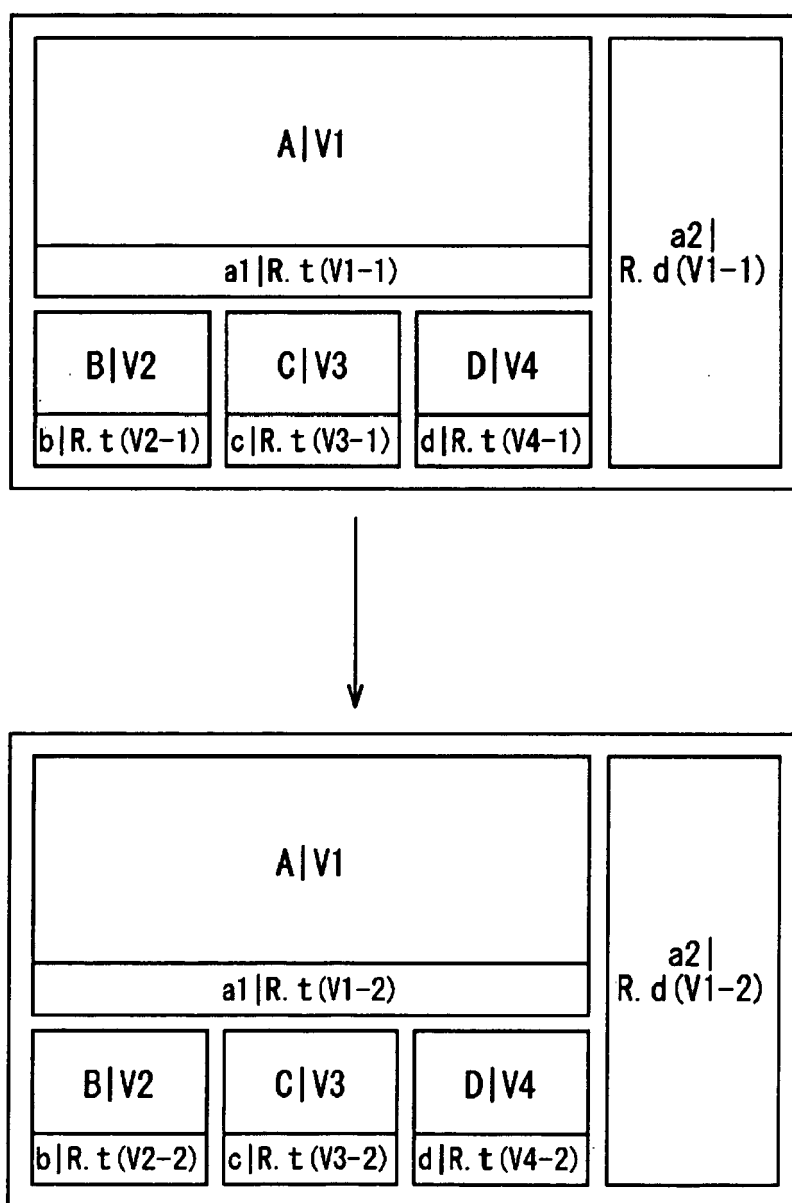 A|V1
a1|R.t(V1-1)
a2|
R.d(V1-1)
B|V2
C|V3
D|V4
b|R.t(V2-1)
c|R.t(V3-1)
d|R.t(V4-1)
A|V1
a1|R.t(V1-2)
a2|
R.d(V1-2)
B|V2
C|V3
D|V4
b|R.t(V2-2)
c|R.t(V3-2)
d|R.t(V4-2)